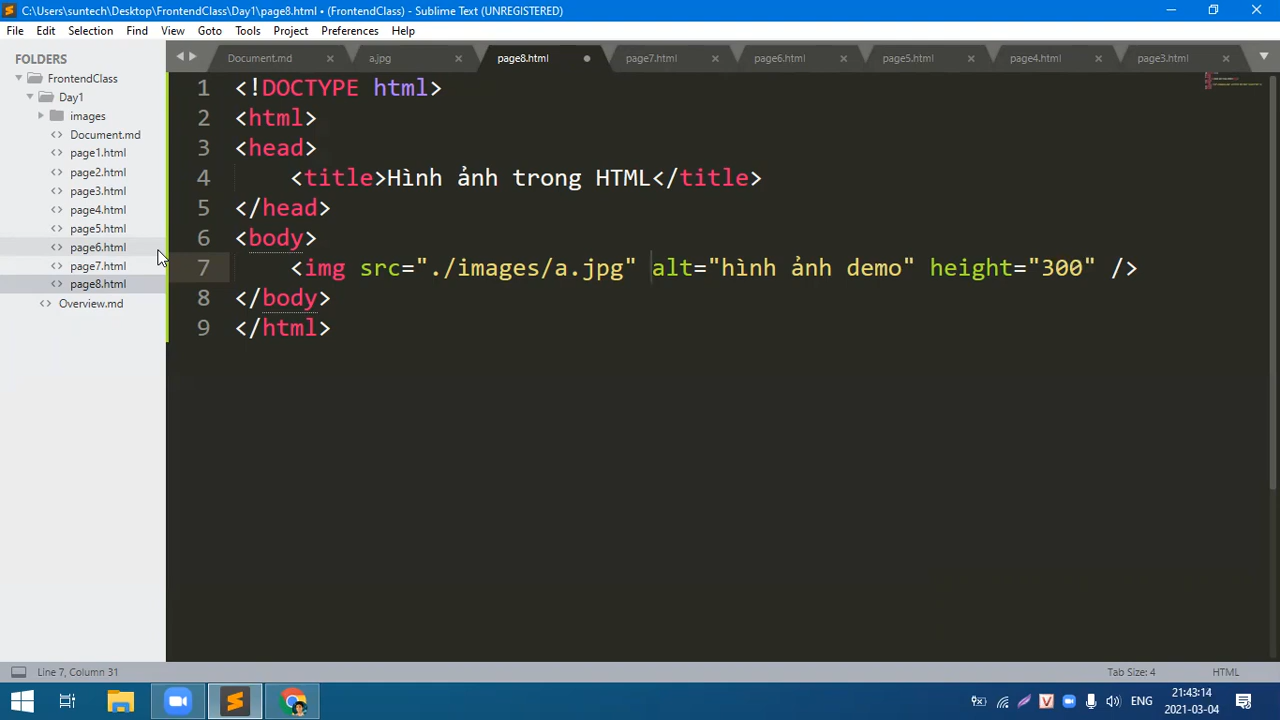 C:\Users\suntech\Desktop\FrontendClass\Day1\page8.html • (FrontendClass) - Sublime Text (UNREGISTERED)
File Edit Selection Find View Goto Tools Project Preferences Help
FOLDERS
FrontendClass
Day1
images
Document.md
page1.html
page2.html
page3.html
page4.html
page5.html
page6.html
page7.html
page8.html
Overview.md
Document.md a.jpg page8.html page7.html page6.html page5.html page4.html page3.html
1 <!DOCTYPE html>
2 <html>
3 <head>
4 <title>Hình ảnh trong HTML</title>
5 </head>
6 <body>
7 <img src="./images/a.jpg" alt="hình ảnh demo" height="300" />
8 </body>
9 </html>
Line 7, Column 31 Tab Size: 4 HTML
ENG
21:43:14
2021-03-04